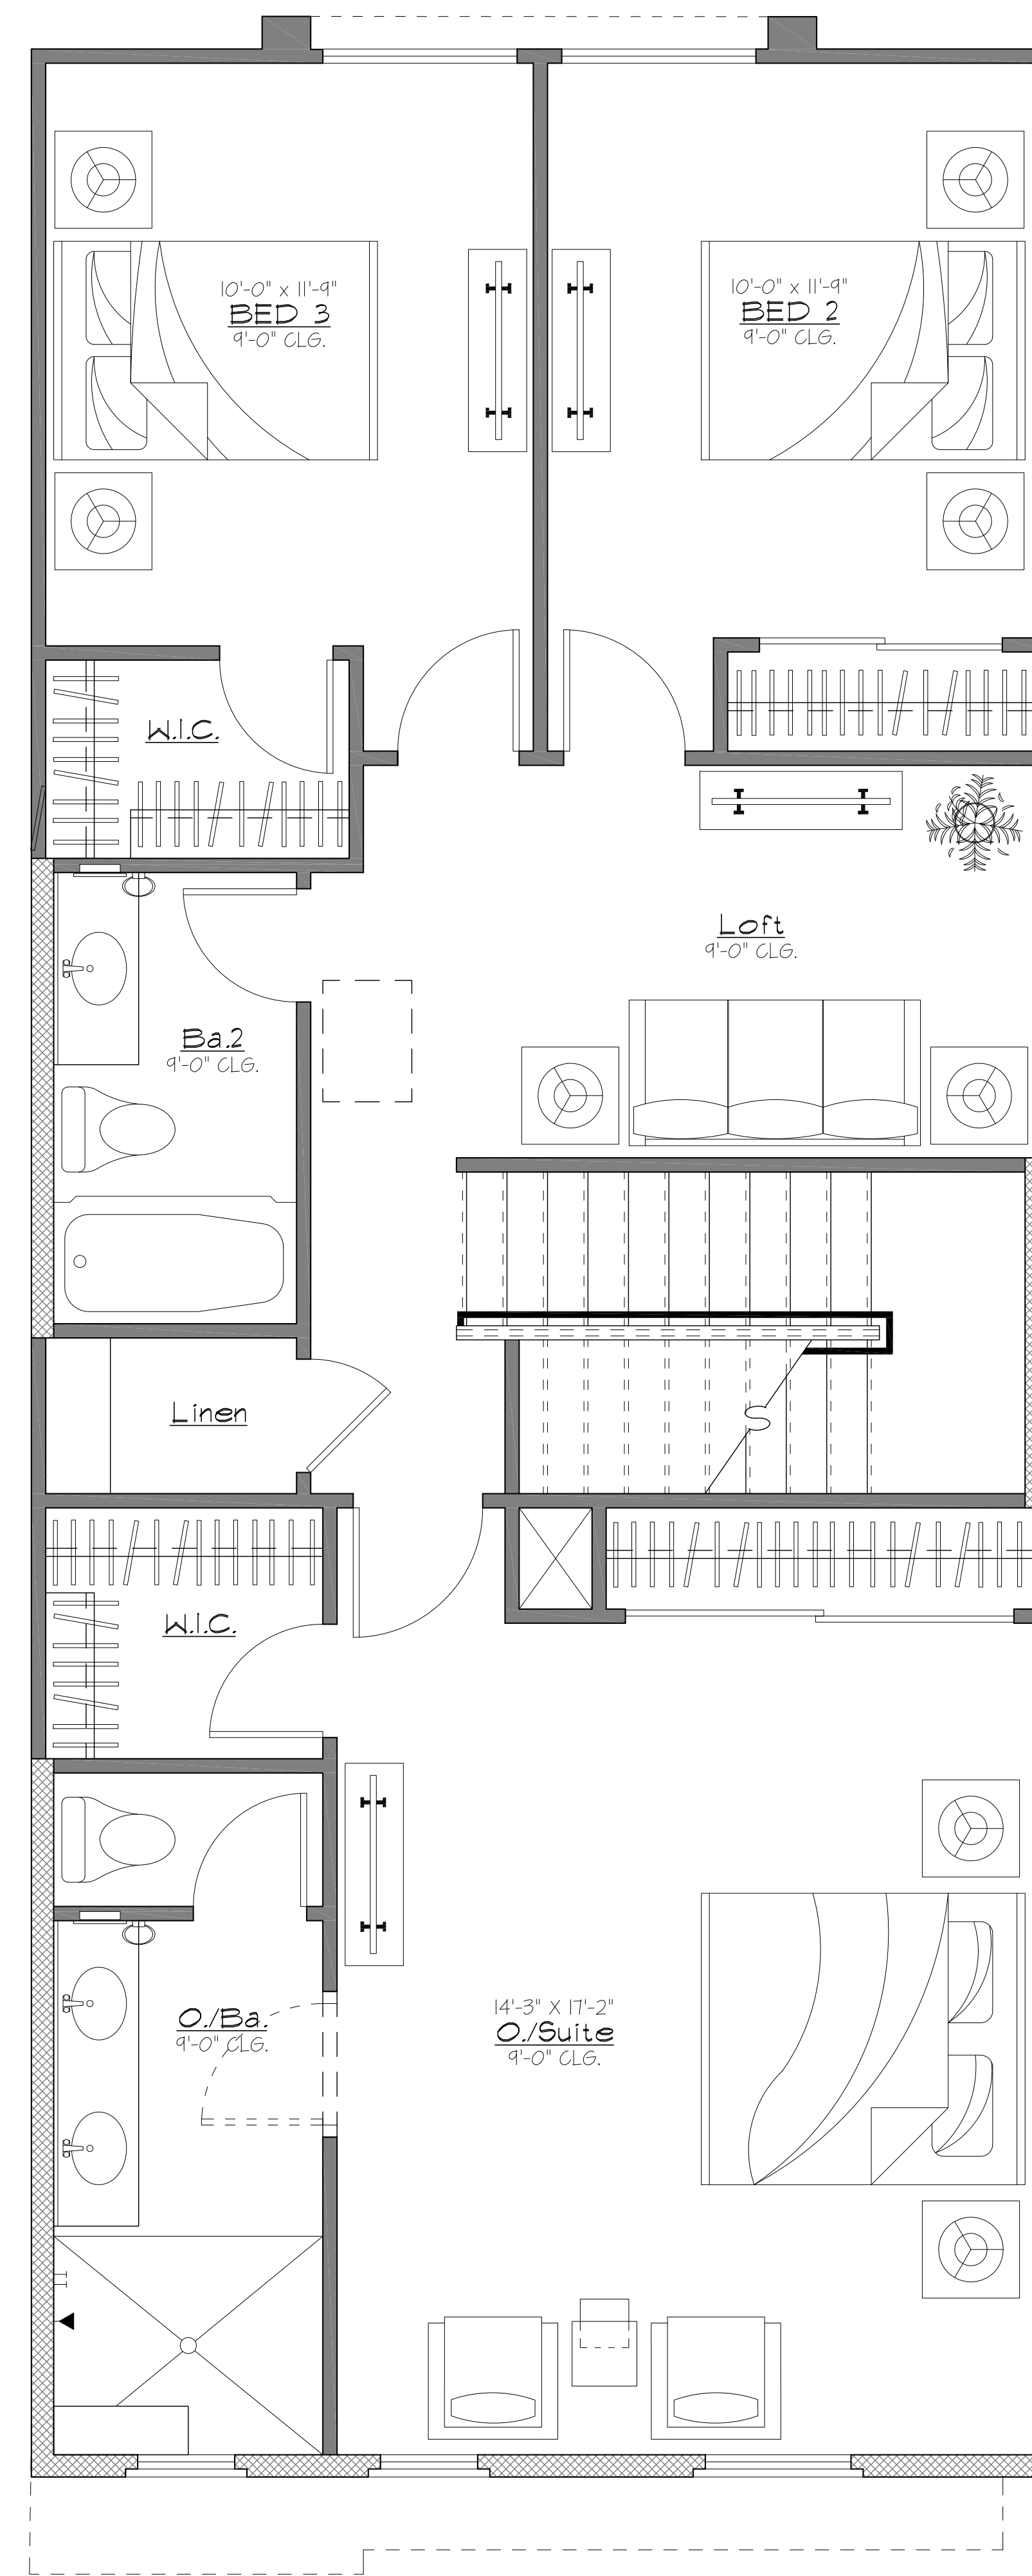 10'-0" x 11'-9"
BED 3
9'-0" CLG.
10'-0" x 11'-9"
BED 2
9'-0" CLG.
W.I.C.
Loft
9'-0" CLG.
Ba.2
9'-0" CLG.
Linen
S
W.I.C.
O./Ba.
9'-0" CLG.
14'-3" X 17'-2"
O./Suite
9'-0" CLG.